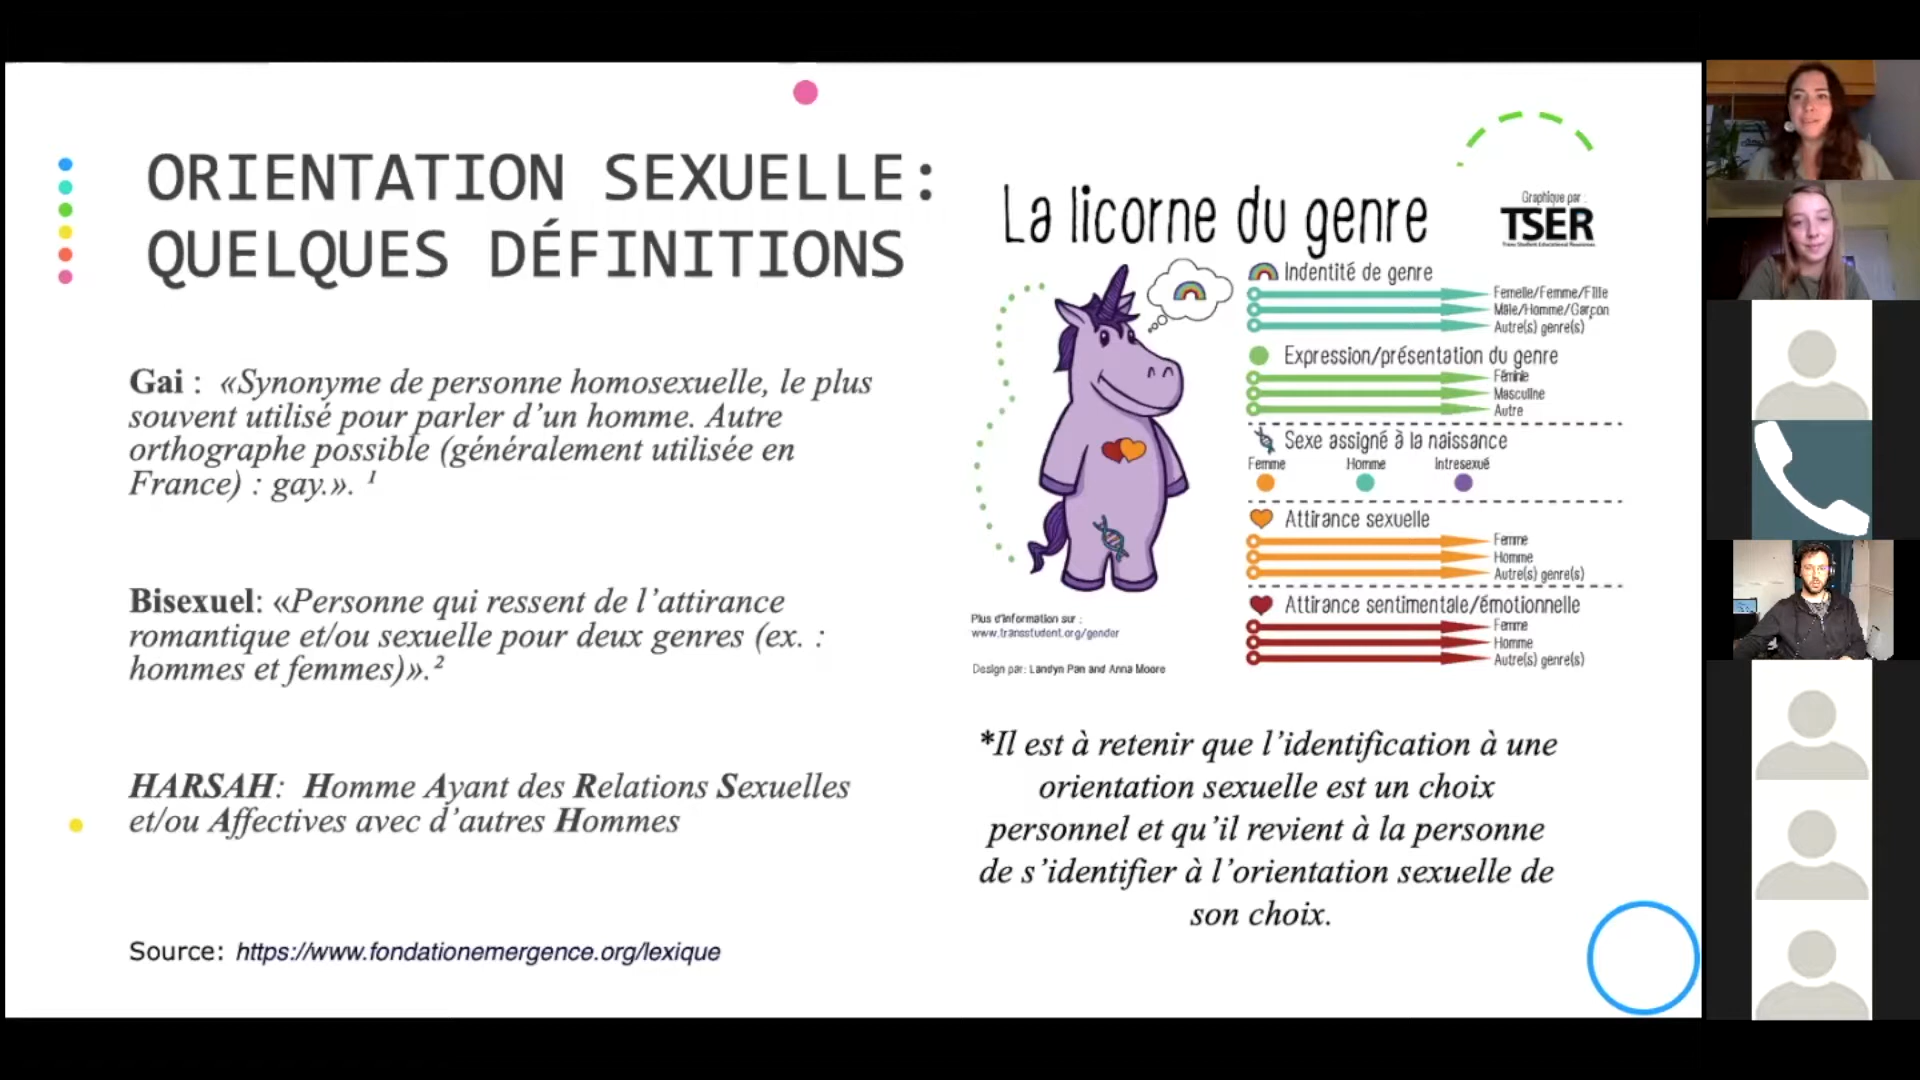 ORIENTATION SEXUELLE:
QUELQUES DÉFINITIONS
Gai : «Synonyme de personne homosexuelle, le plus
souvent utilisé pour parler d’un homme. Autre
orthographe possible (généralement utilisée en
France) : gay.». ¹
Bisexuel: «Personne qui ressent de l’attirance
romantique et/ou sexuelle pour deux genres (ex. :
hommes et femmes)».²
HARSAH: Homme Ayant des Relations Sexuelles
et/ou Affectives avec d’autres Hommes
Source: https://www.fondationemergence.org/lexique
La licorne du genre
Graphique par :
TSER
Trans Student Educational Resources
Indentité de genre
Femelle/Femme/Fille
Mâle/Homme/Garçon
Autre(s) genre(s)
Expression/présentation du genre
Féminie
Masculine
Autre
Sexe assigné à la naissance
Femme Homme Intresexué
Attirance sexuelle
Femme
Homme
Autre(s) genre(s)
Attirance sentimentale/émotionnelle
Femme
Homme
Autre(s) genre(s)
Plus d'information sur :
www.transstudent.org/gender
Design par: Landyn Pan and Anna Moore
*Il est à retenir que l’identification à une
orientation sexuelle est un choix
personnel et qu’il revient à la personne
de s’identifier à l’orientation sexuelle de
son choix.